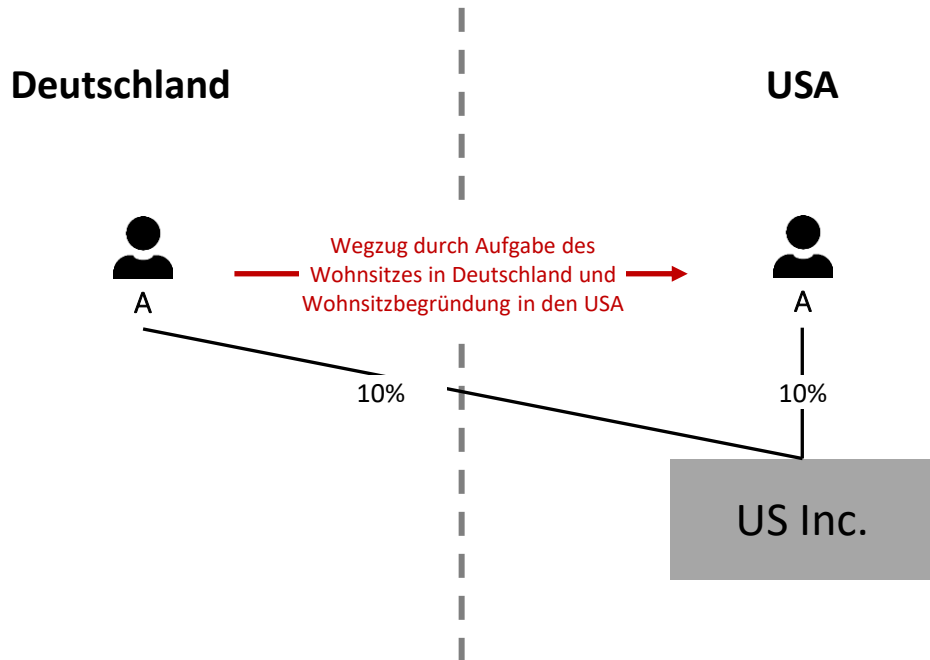 Deutschland
USA
Wegzug durch Aufgabe des
Wohnsitzes in Deutschland und
Wohnsitzbegründung in den USA
A
A
10%
10%
US Inc.